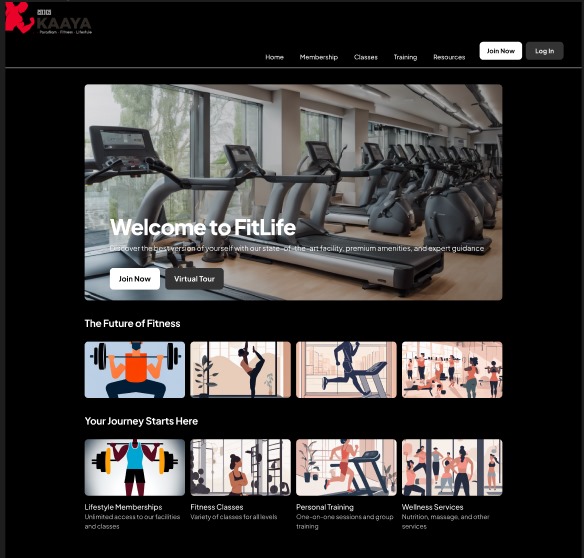 KAAYA
Home Membership Classes Training Resources Join Now Log In
Welcome to FitLife
Discover the best version of yourself with our state-of-the-art facility, premium amenities, and expert guidance
Join Now Virtual Tour
The Future of Fitness
Your Journey Starts Here
Lifestyle Memberships
Unlimited access to our facilities
and classes
Fitness Classes
Variety of classes for all levels
Personal Training
One-on-one sessions and group
training
Wellness Services
Nutrition, massage, and other
services